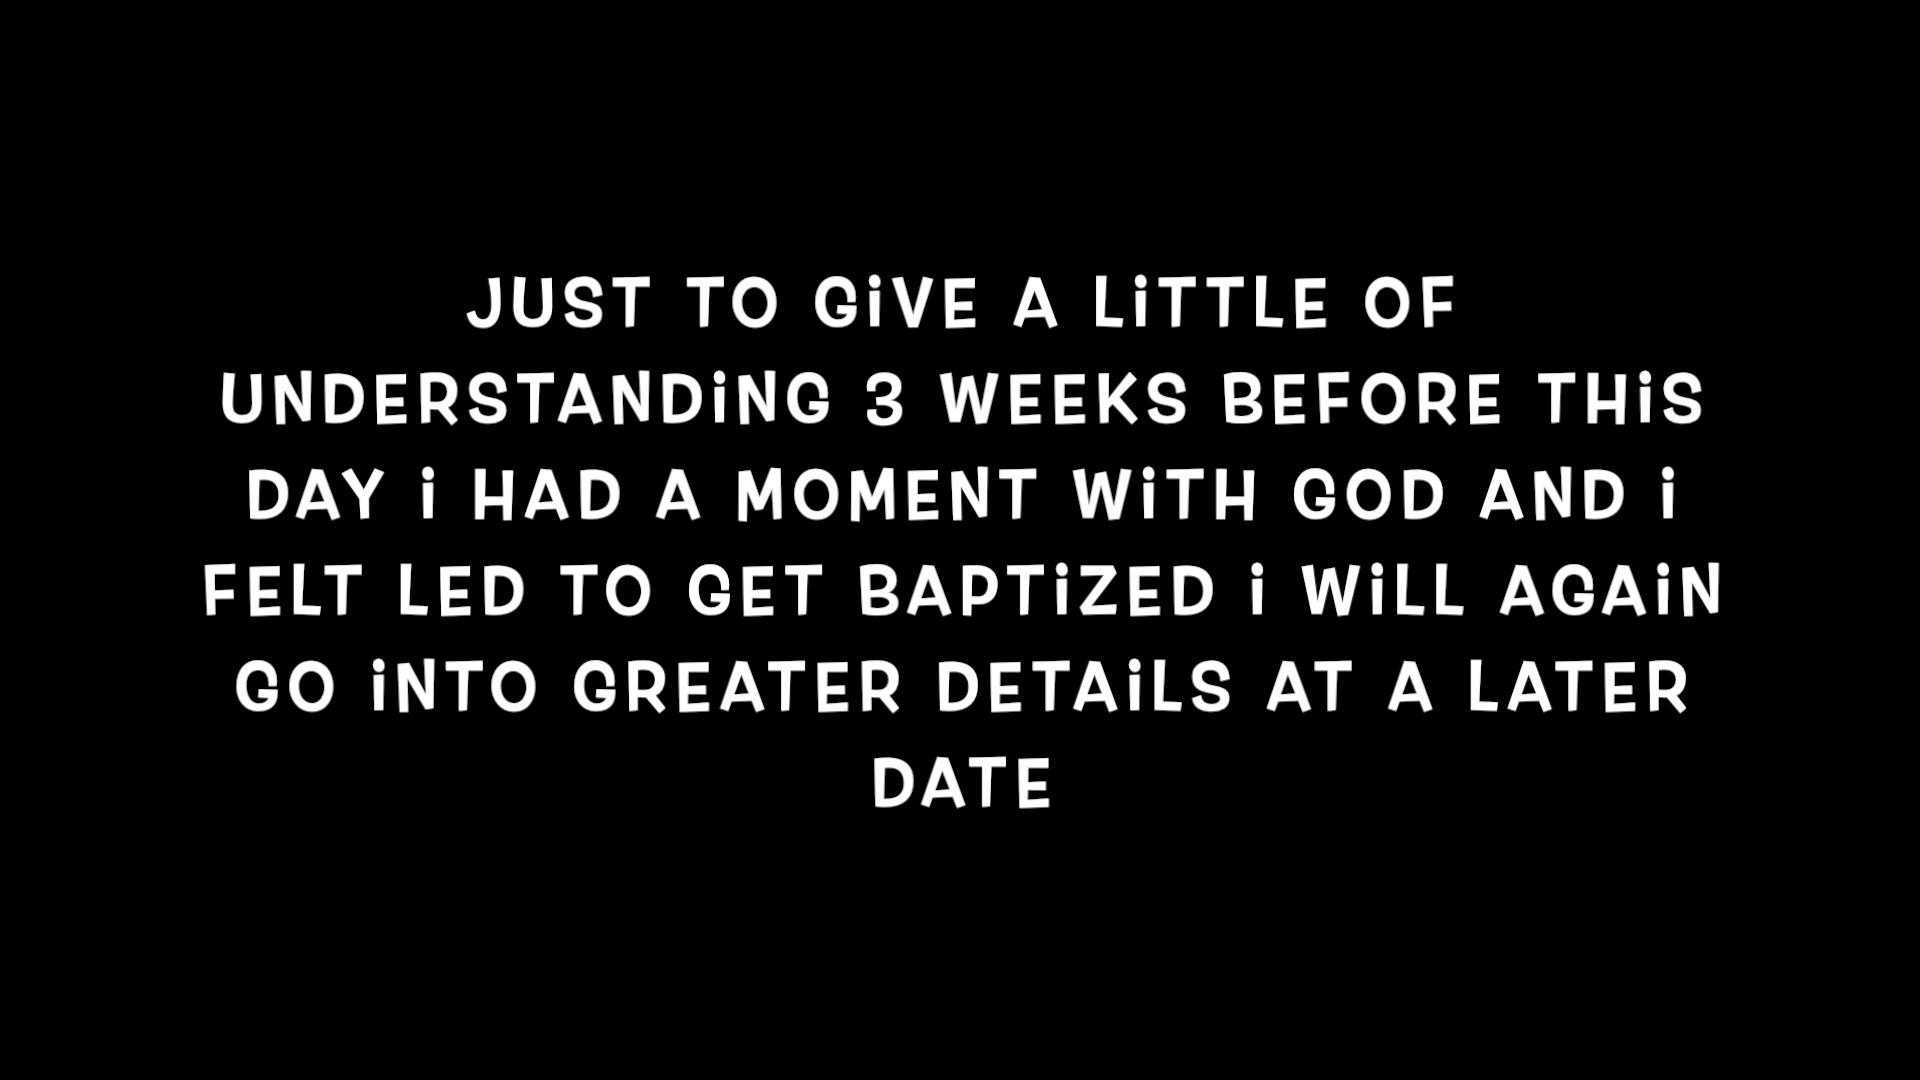 JUST TO GiVE A LiTTLE OF
UNDERSTANDiNG 3 WEEKS BEFORE THiS
DAY i HAD A MOMENT WiTH GOD AND i
FELT LED TO GET BAPTiZED i WiLL AGAiN
GO iNTO GREATER DETAiLS AT A LATER
DATE